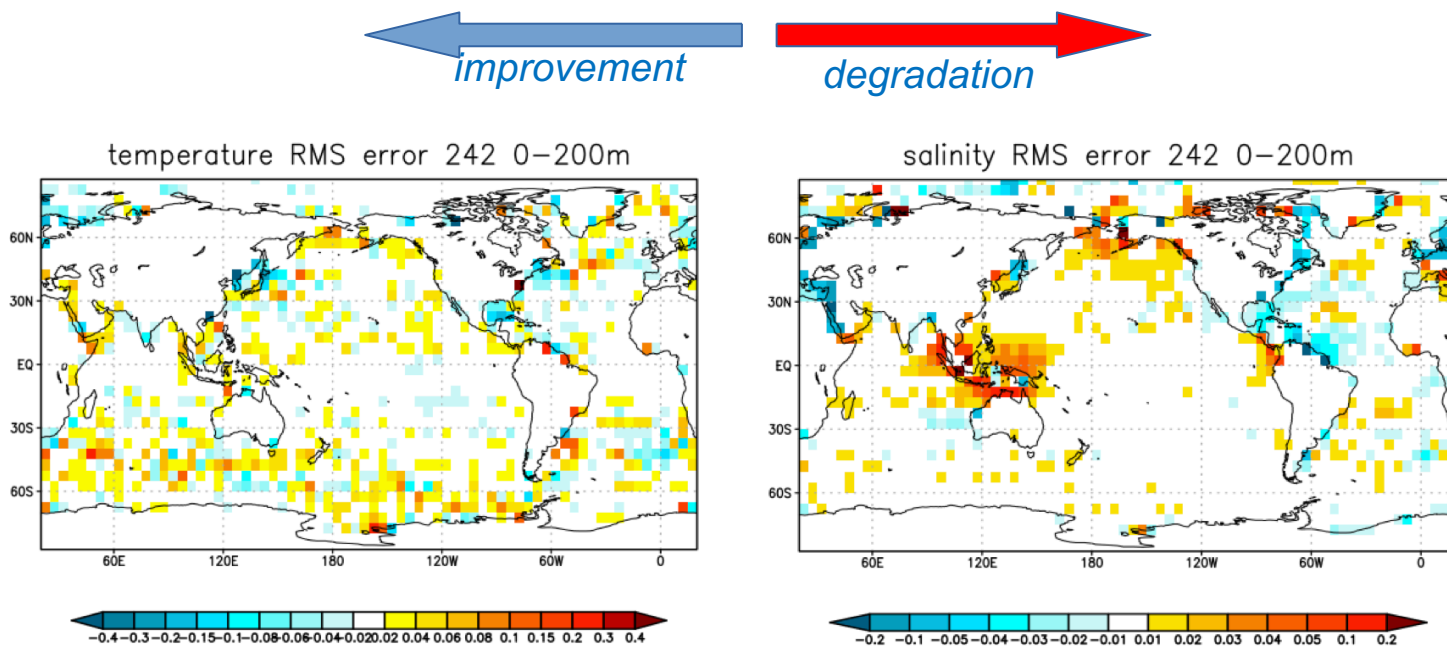 improvement
degradation
temperature RMS error 242 0-200m
salinity RMS error 242 0-200m
60N
30N
EQ
30S
60S
60E 120E 180 120W 60W 0
60N
30N
EQ
30S
60S
60E 120E 180 120W 60W 0
-0.4 -0.3 -0.2 -0.15 -0.1 -0.08 -0.06 -0.04 -0.02 0.02 0.04 0.06 0.08 0.1 0.15 0.2 0.3 0.4
-0.2 -0.1 -0.05 -0.04 -0.03 -0.02 -0.01 0.01 0.02 0.03 0.04 0.05 0.1 0.2